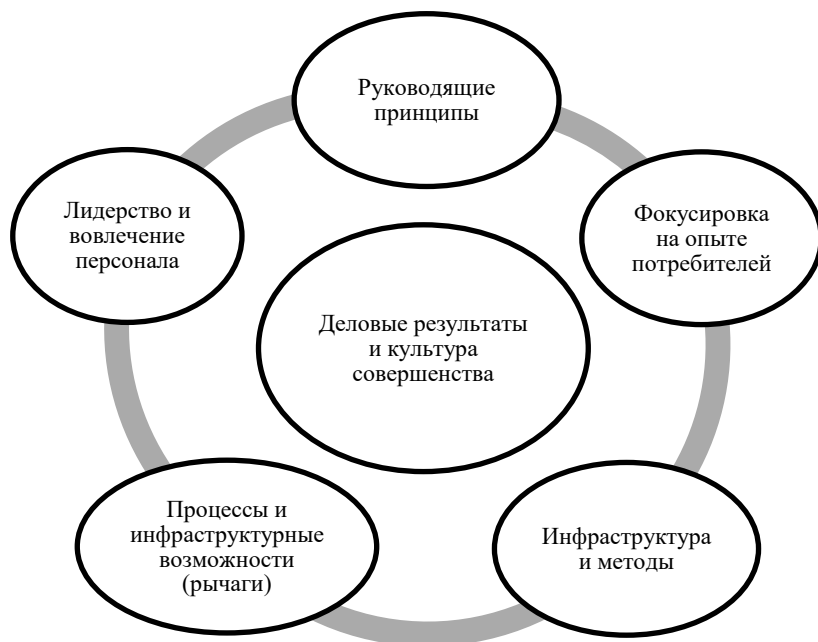 Руководящие
принципы
Лидерство и
вовлечение
персонала
Фокусировка
на опыте
потребителей
Деловые результаты
и культура
совершенства
Процессы и
инфраструктурные
возможности
(рычаги)
Инфраструктура
и методы